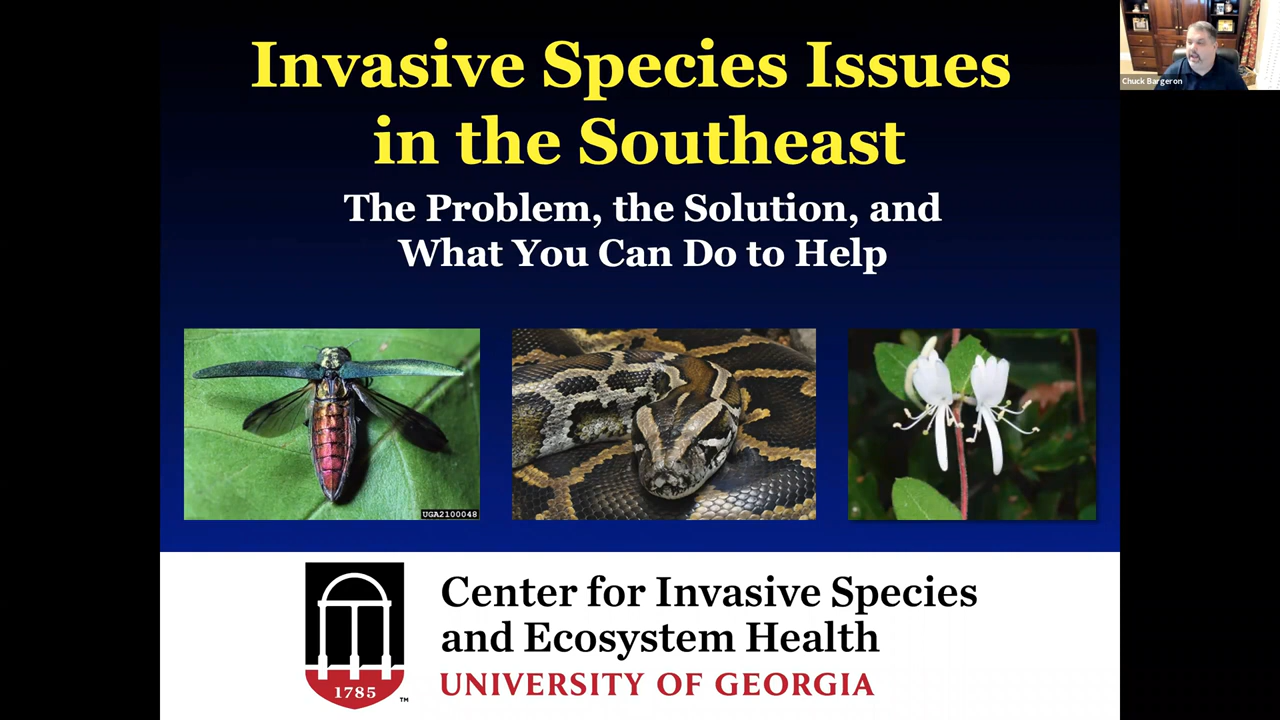 Invasive Species Issues
in the Southeast
The Problem, the Solution, and
What You Can Do to Help
Chuck Bargeron
UGA2100048
Center for Invasive Species
and Ecosystem Health
UNIVERSITY OF GEORGIA
1785
™